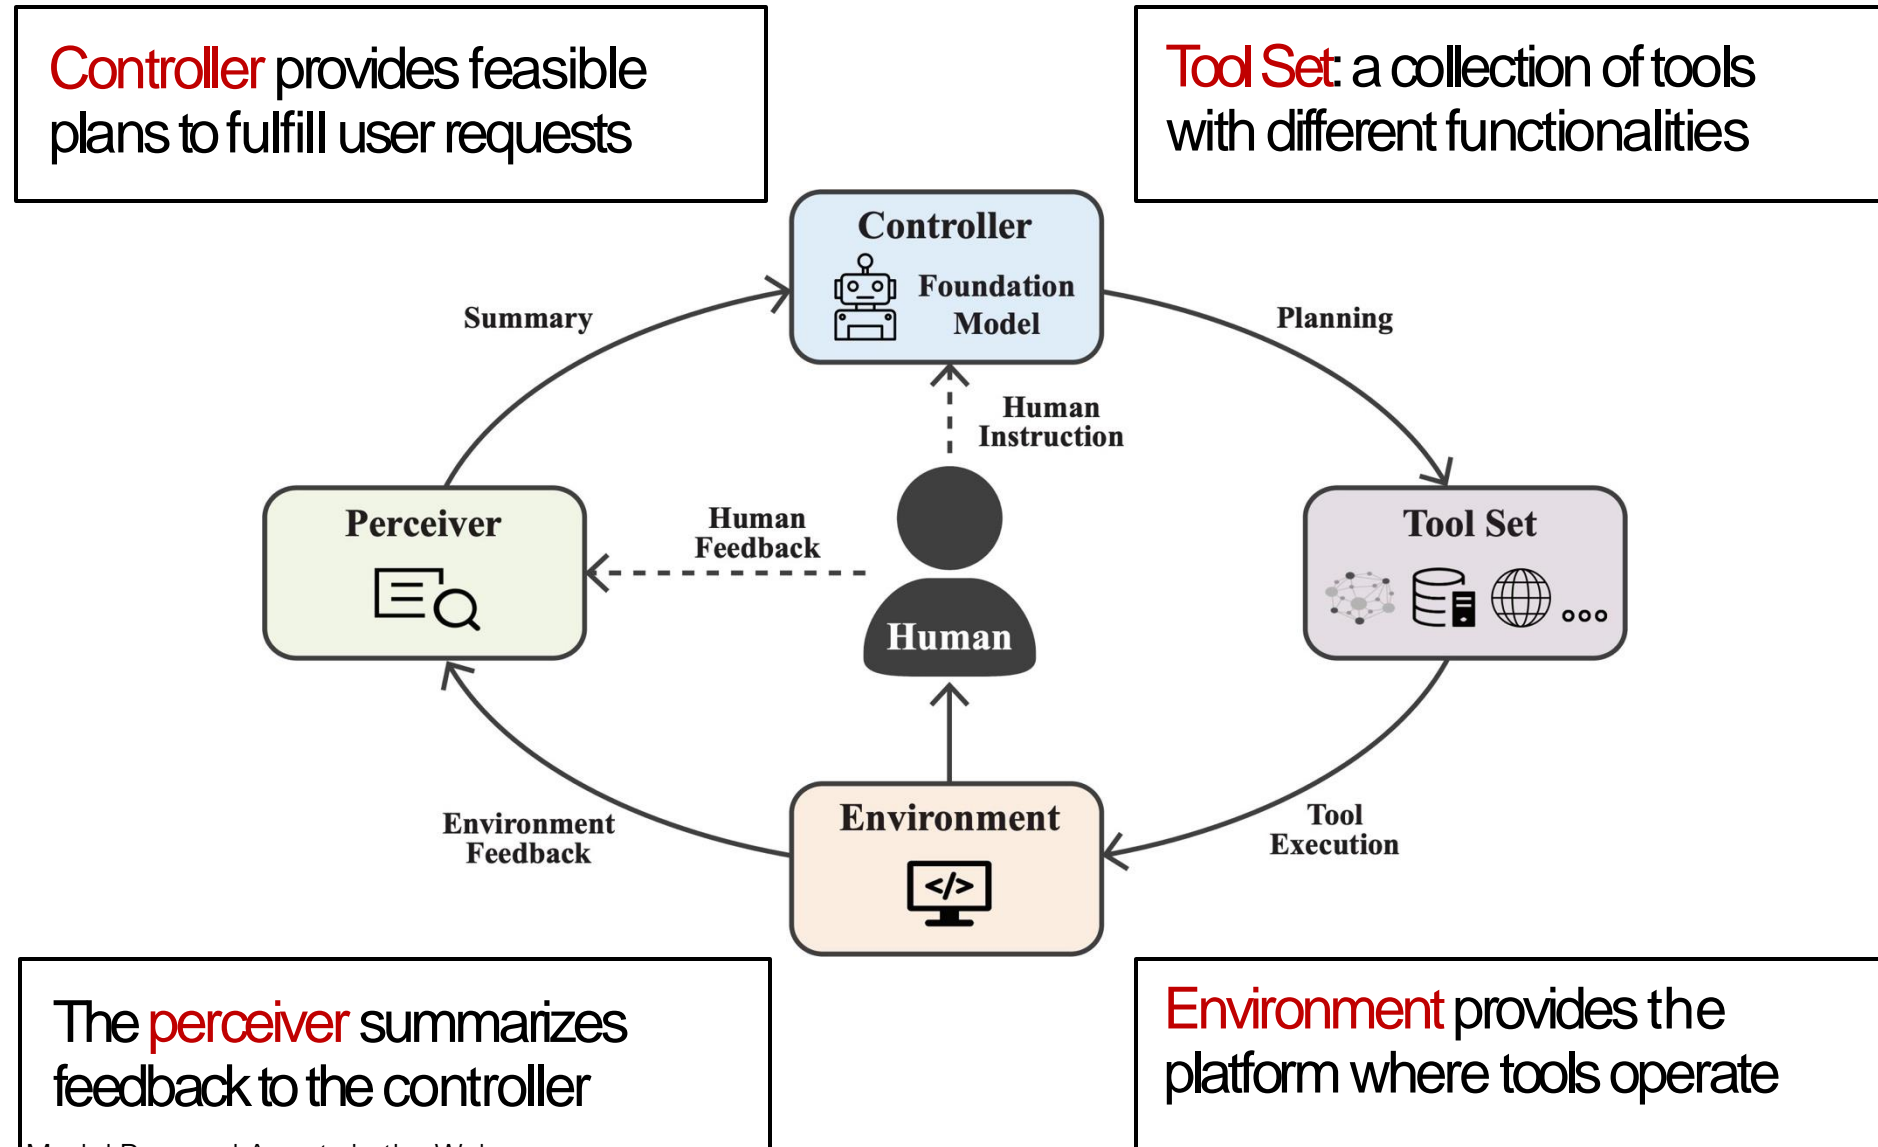 Controller provides feasible
plans to fulfill user requests
Tool Set: a collection of tools
with different functionalities
Controller
Foundation
Model
Summary
Planning
Human
Instruction
Perceiver
Human
Feedback
Tool Set
Human
Environment
Feedback
Environment
</>
Tool
Execution
The perceiver summarizes
feedback to the controller
Environment provides the
platform where tools operate